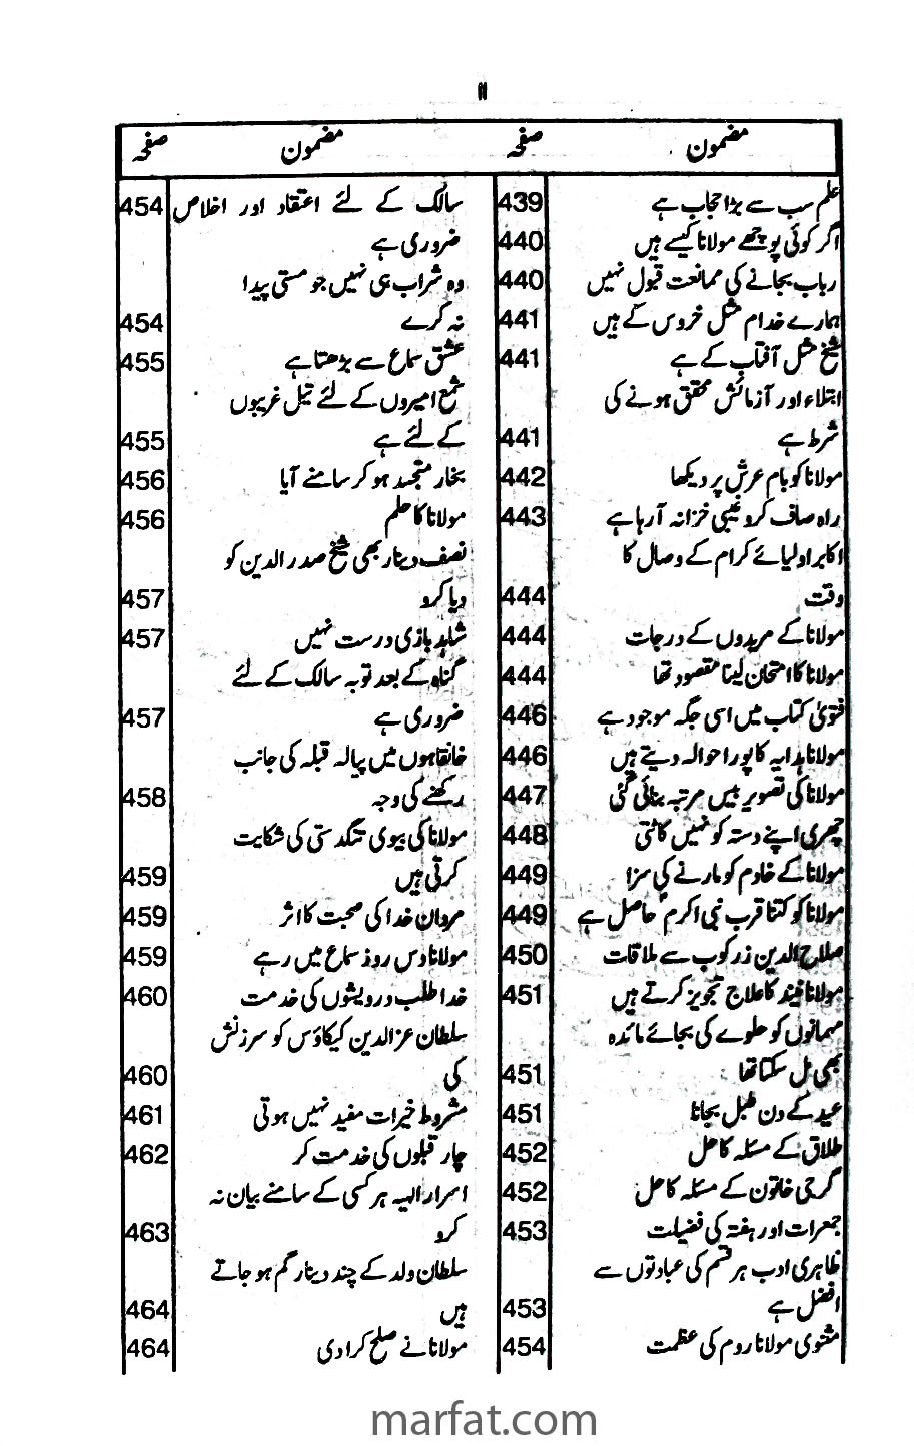 ۱۱
مضمون صفحہ
علم سب سے بڑا حجاب ہے 439
اگر کوئی پوچھے مولانا کیسے ہیں 440
رباب بجانے کی ممانعت قبول نہیں 440
ہمارے خدام مثل خروس کے ہیں 441
شیخ مثل آفتاب کے ہے 441
ابتلاء اور آزمائش محقق ہونے کی
شرط ہے 441
مولانا کو بام عرش پر دیکھا 442
راہ صاف کرو غیبی خزانہ آ رہا ہے 443
اکابر اولیائے کرام کے وصال کا
وقت 444
مولانا کے مریدوں کے درجات 444
مولانا کا امتحان لینا مقصود تھا 444
فتویٰ کتاب میں اسی جگہ موجود ہے 446
مولانا ہدایہ کا پورا حوالہ دیتے ہیں 446
مولانا کی تصویر بیس مرتبہ بنائی گئی 447
چھری اپنے دستہ کو نہیں کاٹتی 448
مولانا کے خادم کو مارنے کی سزا 449
مولانا کو کتنا قرب نبی اکرمؐ حاصل ہے 449
صلاح الدین زرکوب سے ملاقات 450
مولانا نیند کا علاج تجویز کرتے ہیں 451
مہمانوں کو حلوے کی بجائے مائدہ
بھی مل سکتا تھا 451
عید کے دن طبل بجانا 451
طلاق کے مسئلہ کا حل 452
گرجی خاتون کے مسئلہ کا حل 452
جمعرات اور ہفتہ کی فضیلت 453
ظاہری ادب ہر قسم کی عبادتوں سے
افضل ہے 453
مثنوی مولانا روم کی عظمت 454
مضمون صفحہ
سالک کے لئے اعتقاد اور اخلاص 454
ضروری ہے
وہ شراب ہی نہیں جو مستی پیدا
نہ کرے 454
عشق سماع سے بڑھتا ہے 455
شمع امیروں کے لئے تیل غریبوں
کے لئے ہے 455
بخار متجسد ہو کر سامنے آیا 456
مولانا کا حلم 456
نصف دینار بھی شیخ صدر الدین کو
دیا کرو 457
شاہد بازی درست نہیں 457
گناہ کے بعد توبہ سالک کے لئے
ضروری ہے 457
خانقاہوں میں پیالہ قبلہ کی جانب
رکھنے کی وجہ 458
مولانا کی بیوی تنگدستی کی شکایت
کرتی ہیں 459
مردان خدا کی صحبت کا اثر 459
مولانا دس روز سماع میں رہے 459
خدا طلب درویشوں کی خدمت 460
سلطان عزالدین کیکاؤس کو سرزنش
کی 460
مشروط خیرات مفید نہیں ہوتی 461
چار قبلوں کی خدمت کر 462
اسرار الہیہ ہر کسی کے سامنے بیان نہ
کرو 463
سلطان ولد کے چند دینار گم ہو جاتے
ہیں 464
مولانا نے صلح کرا دی 464
marfat.com